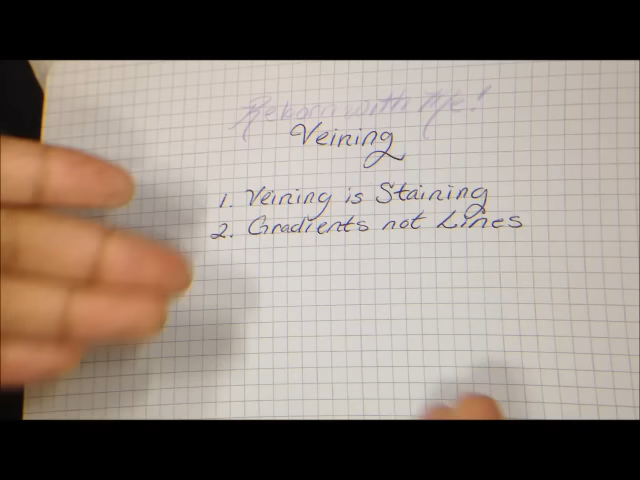 Reborn with Me!
Veining
1. Veining is Staining
2. Gradients not Lines